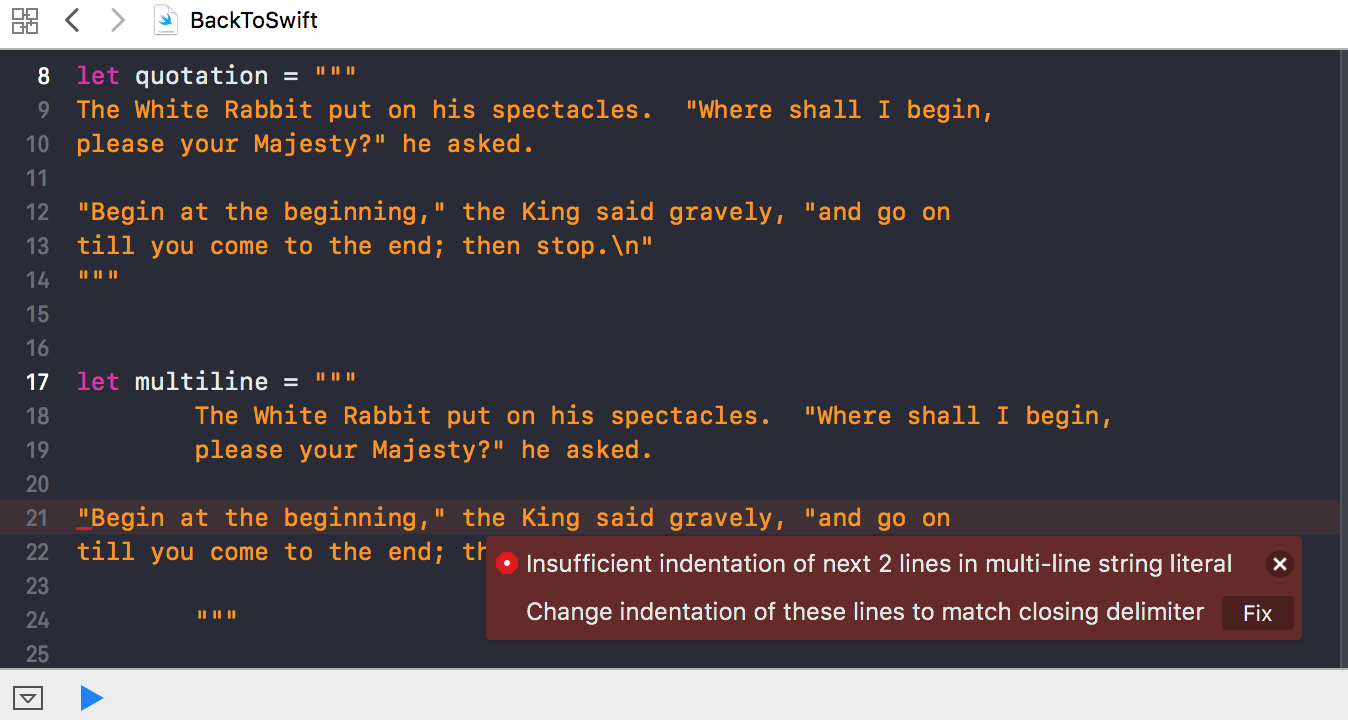 BackToSwift
8 let quotation = """
9 The White Rabbit put on his spectacles.  "Where shall I begin,
10 please your Majesty?" he asked.
11
12 "Begin at the beginning," the King said gravely, "and go on
13 till you come to the end; then stop.\n"
14 """
15
16
17 let multiline = """
18         The White Rabbit put on his spectacles.  "Where shall I begin,
19         please your Majesty?" he asked.
20
21 "Begin at the beginning," the King said gravely, "and go on
22 till you come to the end; th
Insufficient indentation of next 2 lines in multi-line string literal
23
Change indentation of these lines to match closing delimiter Fix
24         """
25